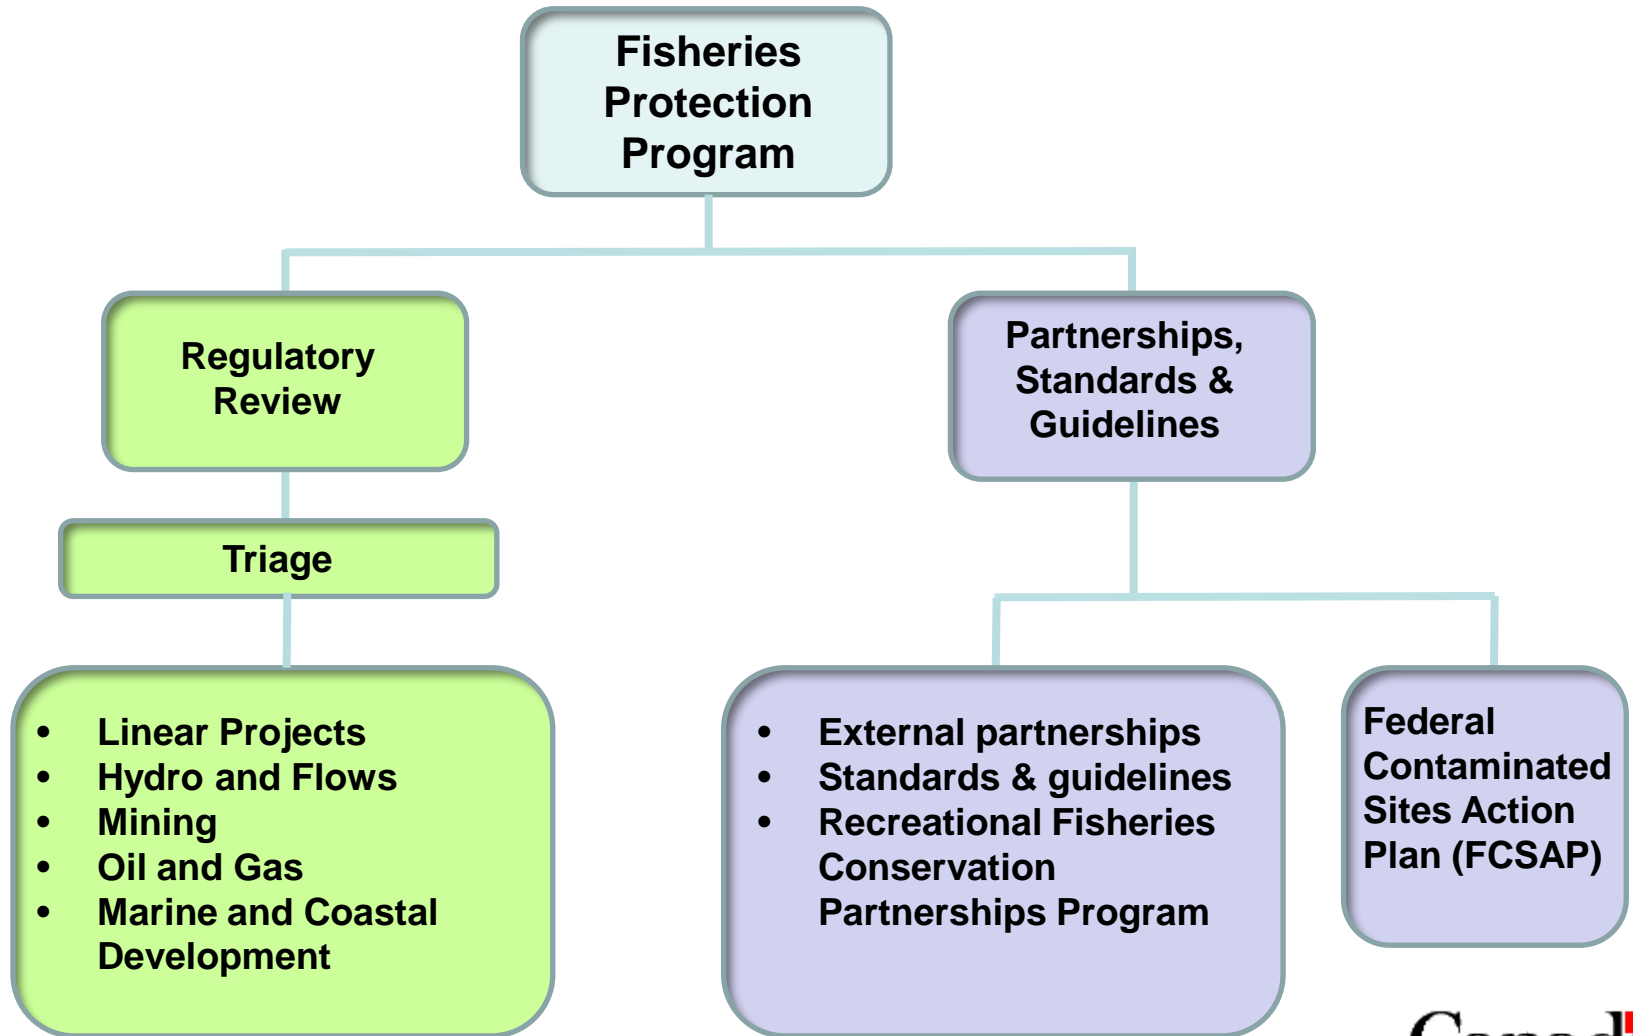 Fisheries
Protection
Program
Regulatory
Review
Partnerships,
Standards &
Guidelines
Triage
• Linear Projects
• Hydro and Flows
• Mining
• Oil and Gas
• Marine and Coastal
Development
• External partnerships
• Standards & guidelines
• Recreational Fisheries
Conservation
Partnerships Program
Federal
Contaminated
Sites Action
Plan (FCSAP)